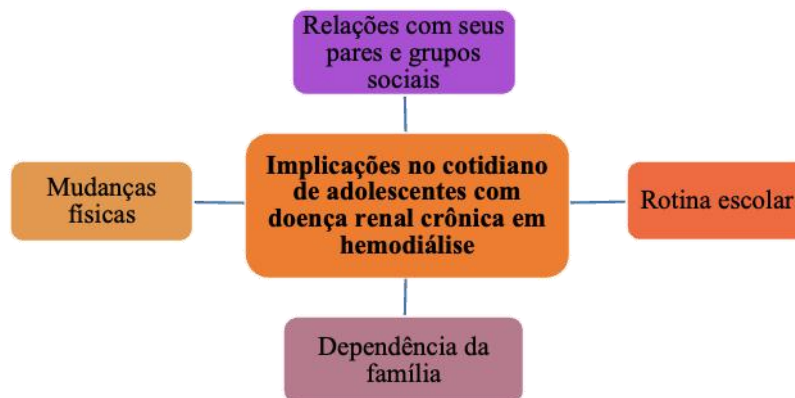 Relações com seus
pares e grupos
sociais
Mudanças
físicas
Implicações no cotidiano
de adolescentes com
doença renal crônica em
hemodiálise
Rotina escolar
Dependência da
família